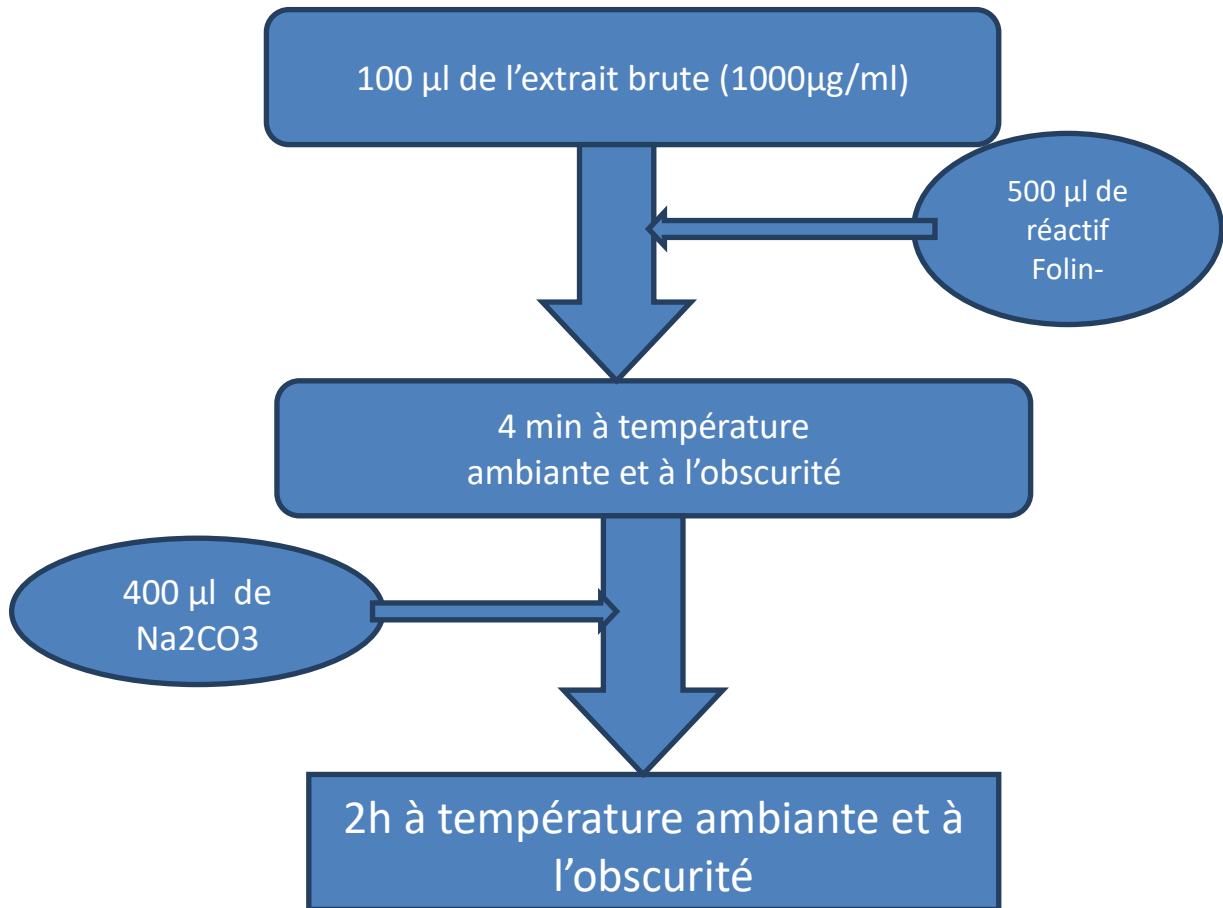 100 µl de l’extrait brute (1000µg/ml)
500 µl de
réactif
Folin-
4 min à température
ambiante et à l’obscurité
400 µl  de
Na2CO3
2h à température ambiante et à
l’obscurité